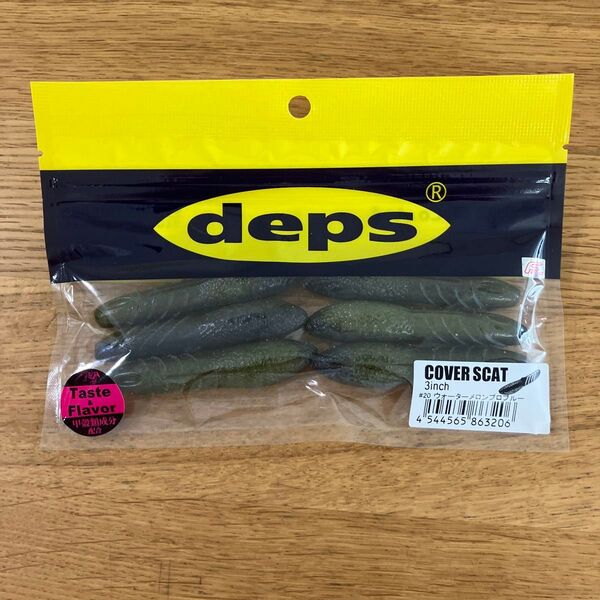 deps®
COVER SCAT
3inch
#20 ウォーターメロンプロブルー
4 544565 863206
Taste
&
Flavor
甲殻類成分
配合